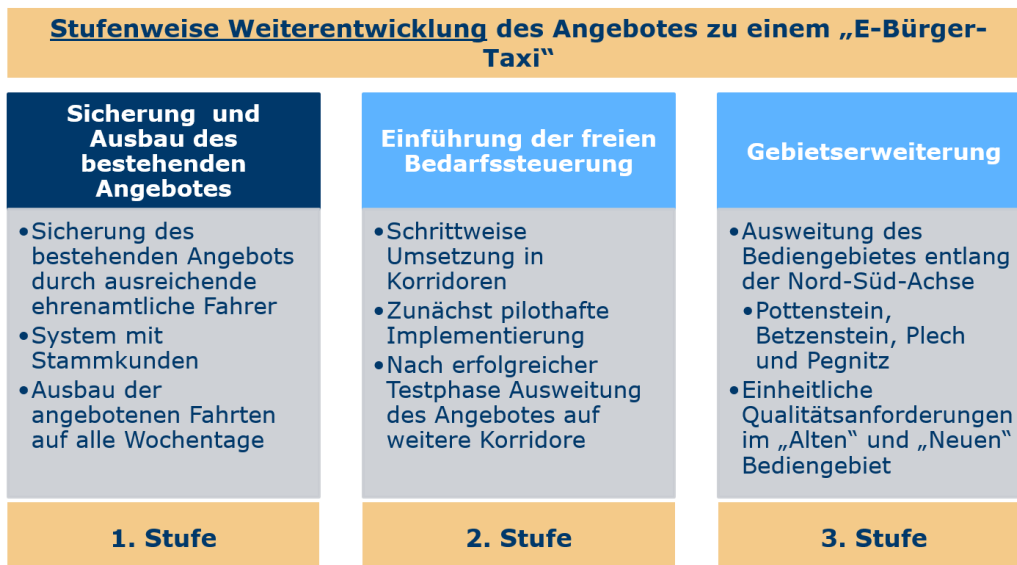 Stufenweise Weiterentwicklung des Angebotes zu einem „E-Bürger-
Taxi“
Sicherung und
Ausbau des
bestehenden
Angebotes
•Sicherung des
bestehenden Angebots
durch ausreichende
ehrenamtliche Fahrer
•System mit
Stammkunden
•Ausbau der
angebotenen Fahrten
auf alle Wochentage
1. Stufe
Einführung der freien
Bedarfssteuerung
•Schrittweise
Umsetzung in
Korridoren
•Zunächst pilothafte
Implementierung
•Nach erfolgreicher
Testphase Ausweitung
des Angebotes auf
weitere Korridore
2. Stufe
Gebietserweiterung
•Ausweitung des
Bediengebietes entlang
der Nord-Süd-Achse
•Pottenstein,
Betzenstein, Plech
und Pegnitz
•Einheitliche
Qualitätsanforderungen
im „Alten“ und „Neuen“
Bediengebiet
3. Stufe